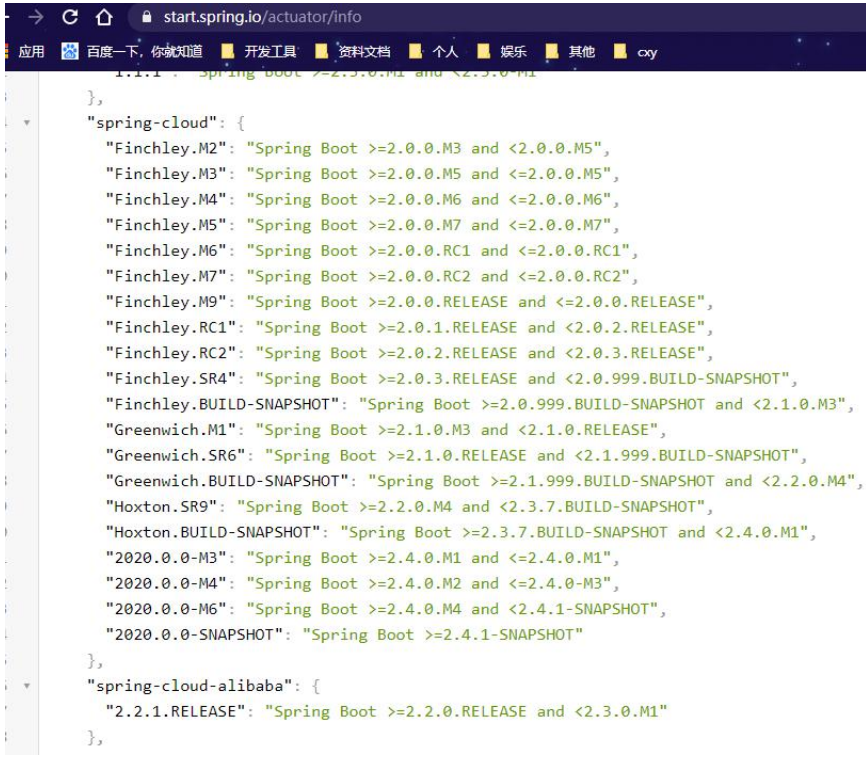 start.spring.io/actuator/info
应用 百度一下,你就知道 开发工具 资料文档 个人 娱乐 其他 cxy
"1.1.1": "Spring Boot >=2.3.0.M1 and <2.3.0-M1"
},
"spring-cloud": {
"Finchley.M2": "Spring Boot >=2.0.0.M3 and <2.0.0.M5",
"Finchley.M3": "Spring Boot >=2.0.0.M5 and <=2.0.0.M5",
"Finchley.M4": "Spring Boot >=2.0.0.M6 and <=2.0.0.M6",
"Finchley.M5": "Spring Boot >=2.0.0.M7 and <=2.0.0.M7",
"Finchley.M6": "Spring Boot >=2.0.0.RC1 and <=2.0.0.RC1",
"Finchley.M7": "Spring Boot >=2.0.0.RC2 and <=2.0.0.RC2",
"Finchley.M9": "Spring Boot >=2.0.0.RELEASE and <=2.0.0.RELEASE",
"Finchley.RC1": "Spring Boot >=2.0.1.RELEASE and <2.0.2.RELEASE",
"Finchley.RC2": "Spring Boot >=2.0.2.RELEASE and <2.0.3.RELEASE",
"Finchley.SR4": "Spring Boot >=2.0.3.RELEASE and <2.0.999.BUILD-SNAPSHOT",
"Finchley.BUILD-SNAPSHOT": "Spring Boot >=2.0.999.BUILD-SNAPSHOT and <2.1.0.M3",
"Greenwich.M1": "Spring Boot >=2.1.0.M3 and <2.1.0.RELEASE",
"Greenwich.SR6": "Spring Boot >=2.1.0.RELEASE and <2.1.999.BUILD-SNAPSHOT",
"Greenwich.BUILD-SNAPSHOT": "Spring Boot >=2.1.999.BUILD-SNAPSHOT and <2.2.0.M4",
"Hoxton.SR9": "Spring Boot >=2.2.0.M4 and <2.3.7.BUILD-SNAPSHOT",
"Hoxton.BUILD-SNAPSHOT": "Spring Boot >=2.3.7.BUILD-SNAPSHOT and <2.4.0.M1",
"2020.0.0-M3": "Spring Boot >=2.4.0.M1 and <=2.4.0.M1",
"2020.0.0-M4": "Spring Boot >=2.4.0.M2 and <=2.4.0-M3",
"2020.0.0-M6": "Spring Boot >=2.4.0.M4 and <2.4.1-SNAPSHOT",
"2020.0.0-SNAPSHOT": "Spring Boot >=2.4.1-SNAPSHOT"
},
"spring-cloud-alibaba": {
"2.2.1.RELEASE": "Spring Boot >=2.2.0.RELEASE and <2.3.0.M1"
},